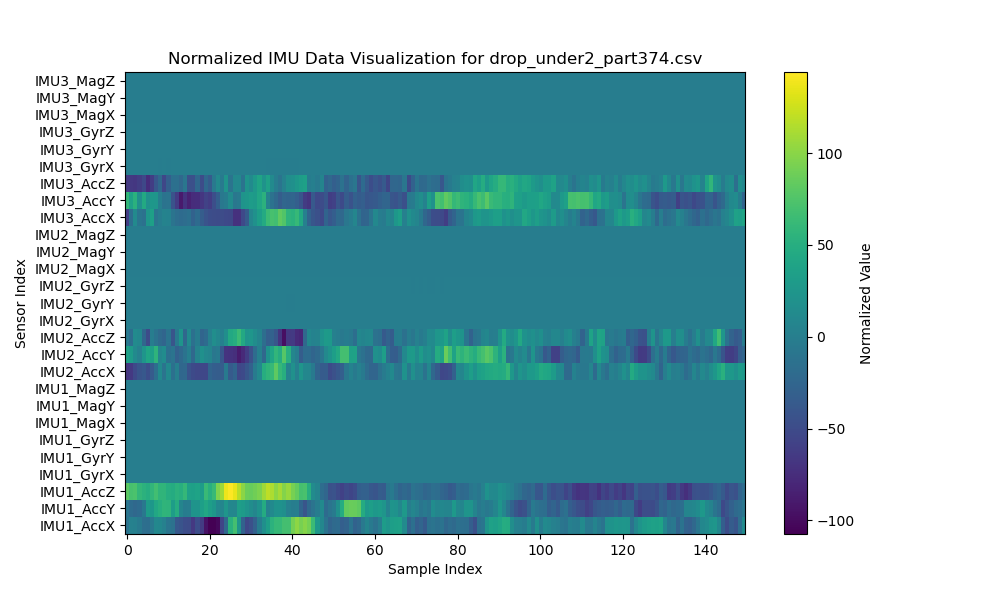 Normalized IMU Data Visualization for drop_under2_part374.csv
IMU3_MagZ
IMU3_MagY
IMU3_MagX
IMU3_GyrZ
IMU3_GyrY
IMU3_GyrX
IMU3_AccZ
IMU3_AccY
IMU3_AccX
IMU2_MagZ
IMU2_MagY
IMU2_MagX
IMU2_GyrZ
IMU2_GyrY
IMU2_GyrX
IMU2_AccZ
IMU2_AccY
IMU2_AccX
IMU1_MagZ
IMU1_MagY
IMU1_MagX
IMU1_GyrZ
IMU1_GyrY
IMU1_GyrX
IMU1_AccZ
IMU1_AccY
IMU1_AccX
Sensor Index
0 20 40 60 80 100 120 140
Sample Index
100
50
0
−50
−100
Normalized Value